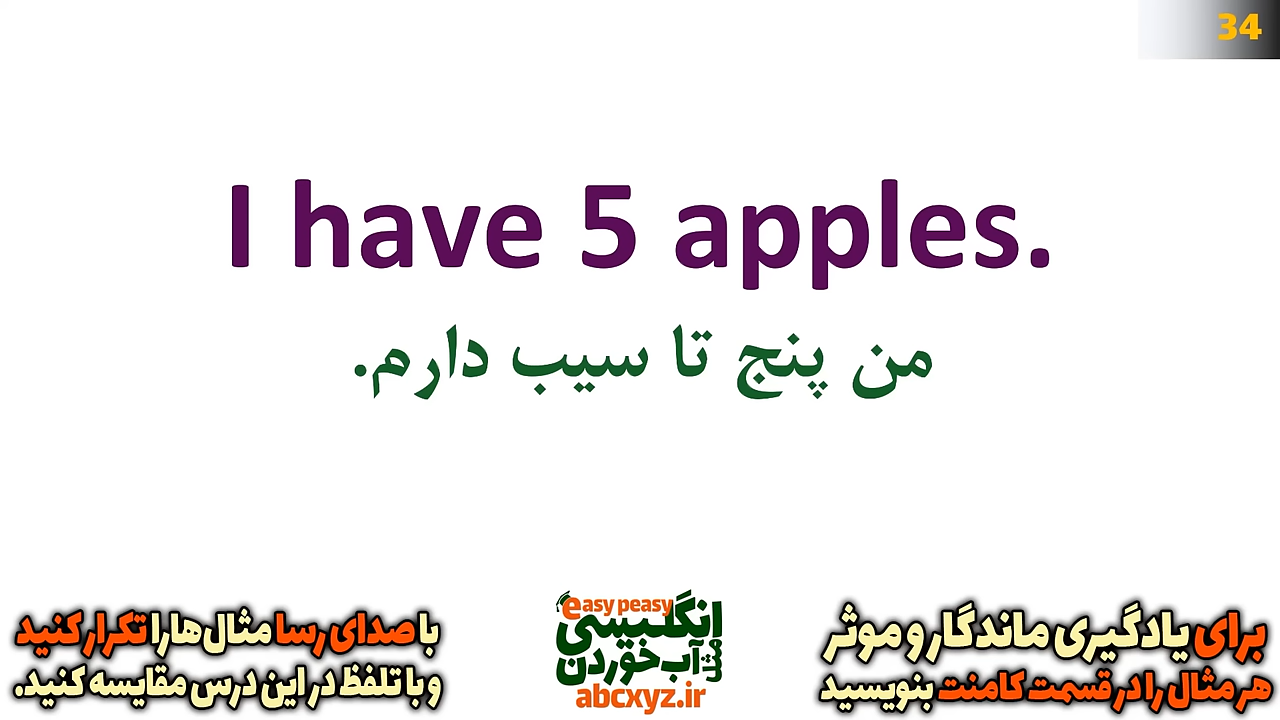 34
I have 5 apples.
من پنج تا سیب دارم.
برای یادگیری ماندگار و موثر
هر مثال را در قسمت کامنت بنویسید
easy peasy
انگلیسی
مثل آب خوردن
abcxyz.ir
با صدای رسا مثال‌ها را تکرار کنید
و با تلفظ در این درس مقایسه کنید.